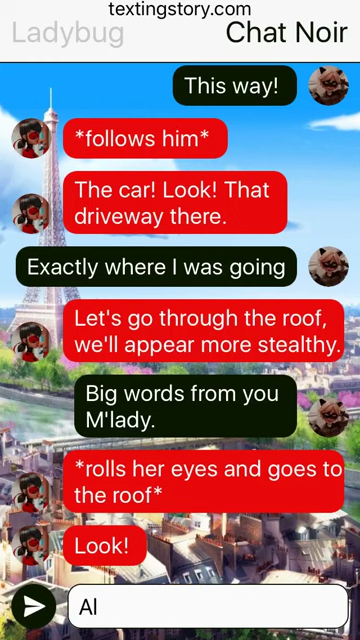 textingstory.com
Ladybug
Chat Noir
This way!
*follows him*
The car! Look! That
driveway there.
Exactly where I was going
Let's go through the roof,
we'll appear more stealthy.
Big words from you
M'lady.
*rolls her eyes and goes to
the roof*
Look!
Al